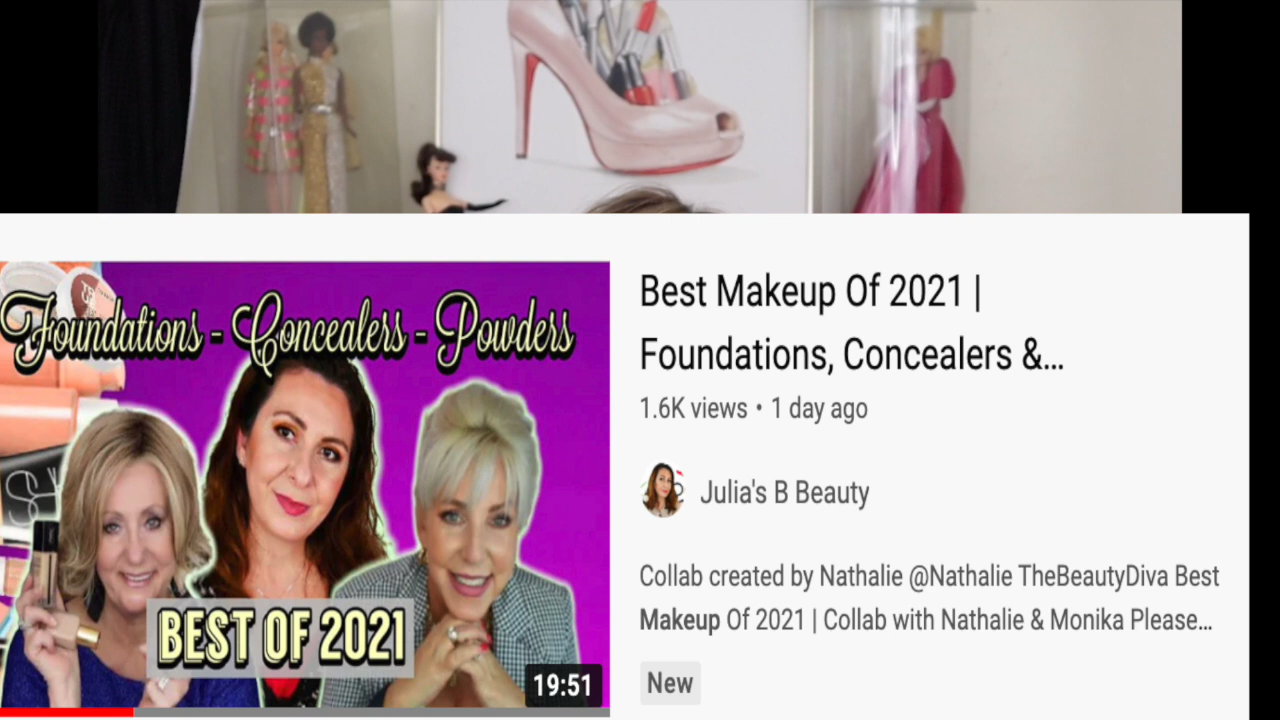 Foundations - Concealers - Powders
BEST OF 2021
19:51
Best Makeup Of 2021 |
Foundations, Concealers &...
1.6K views • 1 day ago
Julia's B Beauty
Collab created by Nathalie @Nathalie TheBeautyDiva Best
Makeup Of 2021 | Collab with Nathalie & Monika Please...
New